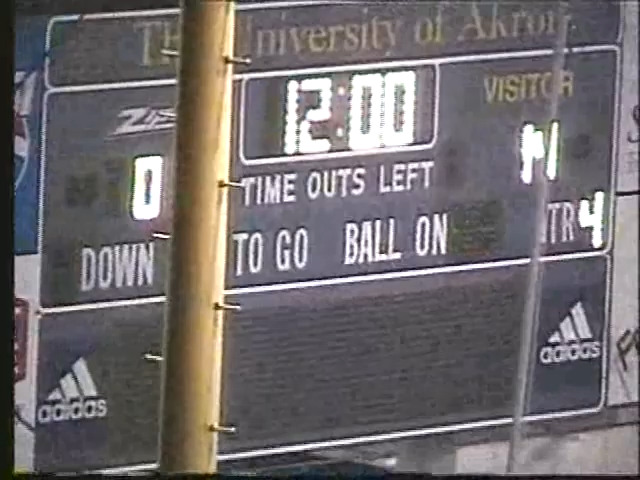 THE University of Akron
12:00
VISITOR
0
TIME OUTS LEFT
DOWN TO GO BALL ON QTR 4
adidas
adidas